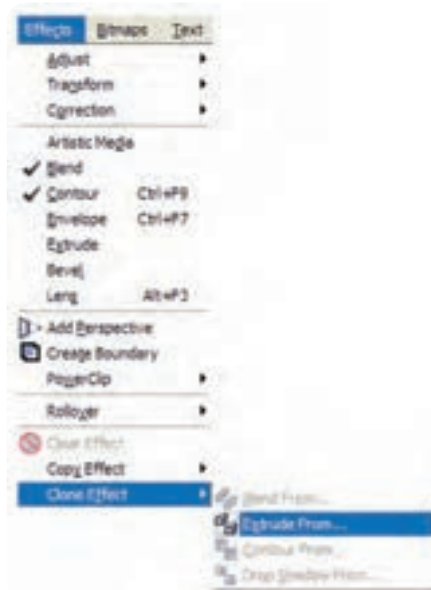 Effects Bitmaps Text
Adjust
Transform
Correction
Artistic Media
Blend
Contour Ctrl+F9
Envelope Ctrl+F7
Extrude
Bevel
Lens Alt+F3
Add Perspective
Create Boundary
PowerClip
Rollover
Clear Effect
Copy Effect
Clone Effect
Blend From...
Extrude From...
Contour From...
Drop Shadow From...